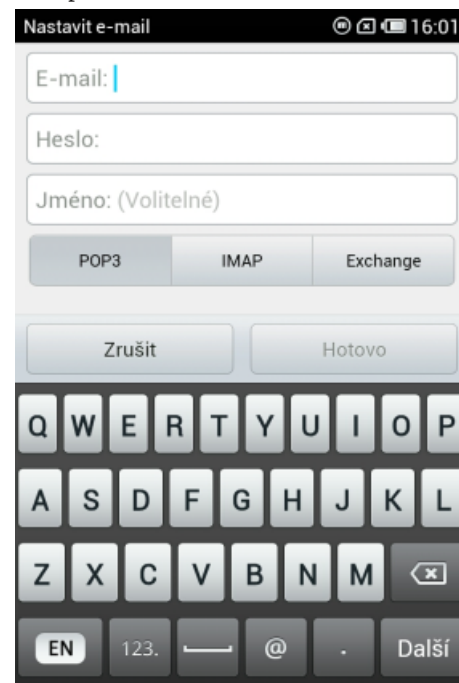 Nastavit e-mail 16:01
E-mail:
Heslo:
Jméno: (Volitelné)
POP3 IMAP Exchange
Zrušit Hotovo
Q W E R T Y U I O P
A S D F G H J K L
Z X C V B N M
EN 123. @ . Další